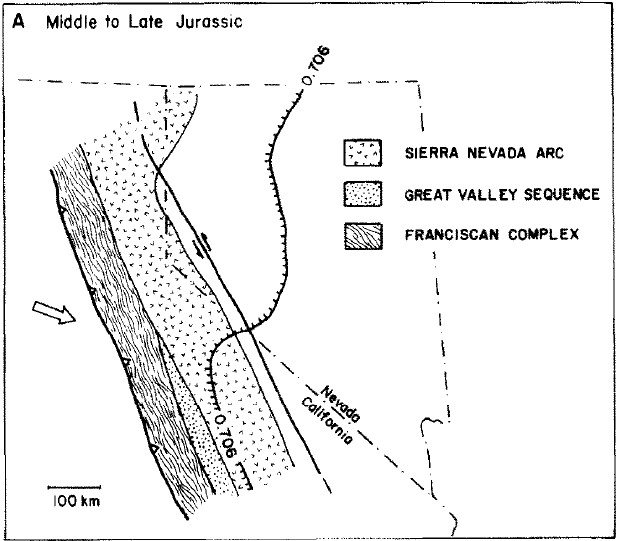 A Middle to Late Jurassic
0.706
SIERRA NEVADA ARC
GREAT VALLEY SEQUENCE
FRANCISCAN COMPLEX
Nevada
California
0.706
100 km